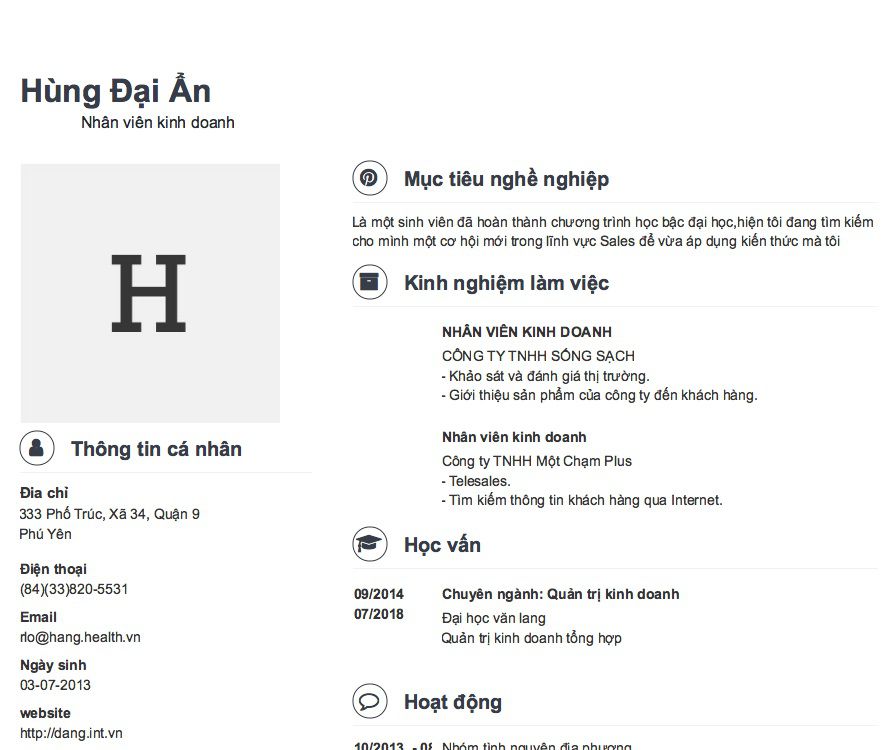 Hùng Đại Ẩn
Nhân viên kinh doanh
H
Thông tin cá nhân
Đia chỉ
333 Phố Trúc, Xã 34, Quận 9
Phú Yên
Điện thoại
(84)(33)820-5531
Email
rlo@hang.health.vn
Ngày sinh
03-07-2013
website
http://dang.int.vn
Mục tiêu nghề nghiệp
Là một sinh viên đã hoàn thành chương trình học bậc đại học,hiện tôi đang tìm kiếm
cho mình một cơ hội mới trong lĩnh vực Sales để vừa áp dụng kiến thức mà tôi
Kinh nghiệm làm việc
NHÂN VIÊN KINH DOANH
CÔNG TY TNHH SỐNG SẠCH
- Khảo sát và đánh giá thị trường.
- Giới thiệu sản phẩm của công ty đến khách hàng.
Nhân viên kinh doanh
Công ty TNHH Một Chạm Plus
- Telesales.
- Tìm kiếm thông tin khách hàng qua Internet.
Học vấn
09/2014 Chuyên ngành: Quản trị kinh doanh
07/2018 Đại học văn lang
Quản trị kinh doanh tổng hợp
Hoạt động
10/2013 - 08 Nhóm tình nguyện địa phương